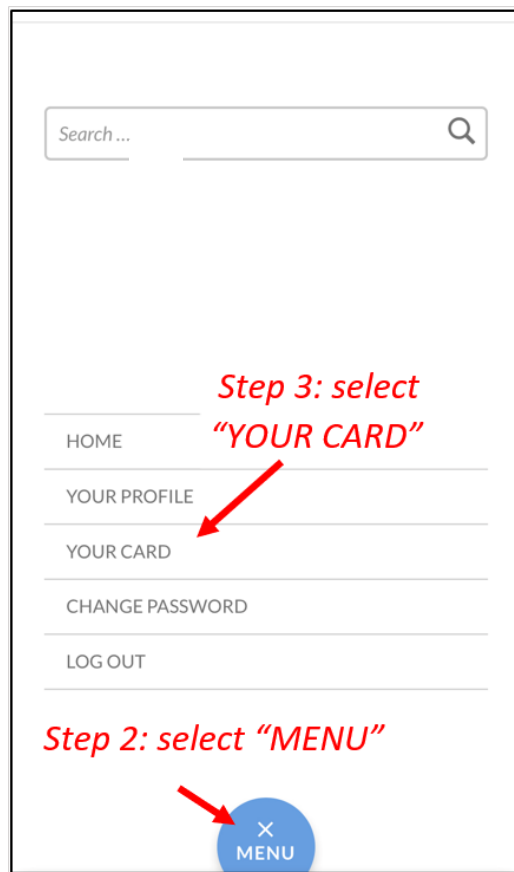 Search ...
Step 3: select
“YOUR CARD”
HOME
YOUR PROFILE
YOUR CARD
CHANGE PASSWORD
LOG OUT
Step 2: select “MENU”
×
MENU